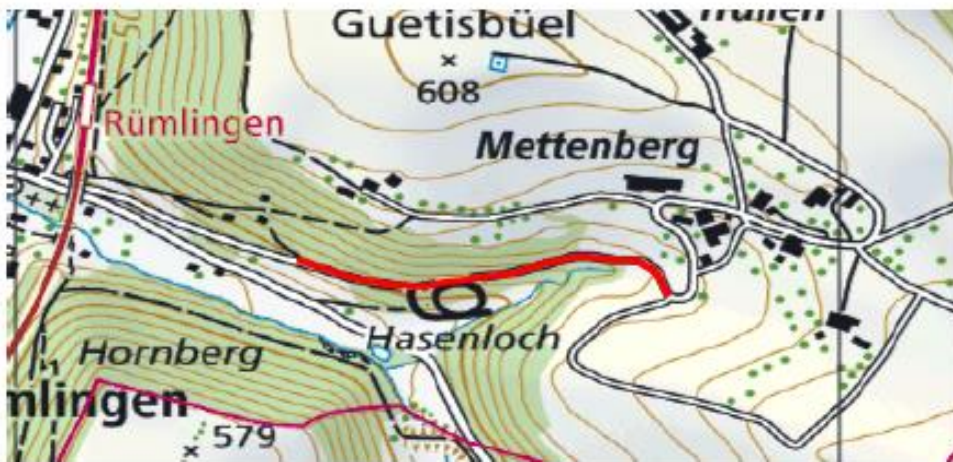 Guetisbüel
608
Rümlingen
Mettenberg
Hasenloch
Hornberg
mlingen
579